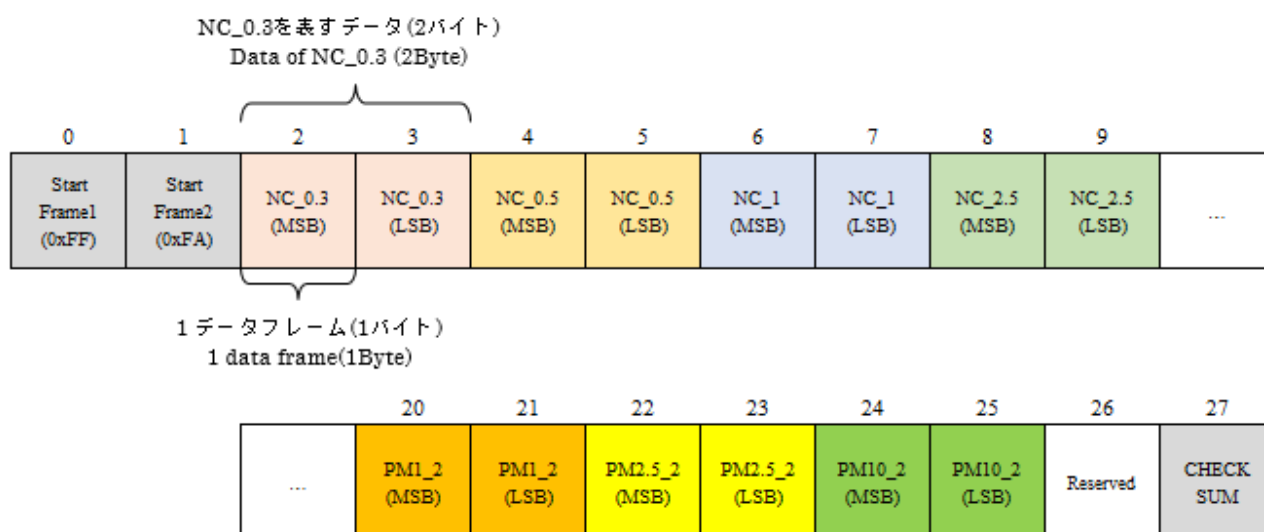 NC_0.3を表すデータ(2バイト)
Data of NC_0.3 (2Byte)
0 1 2 3 4 5 6 7 8 9
Start Frame1 (0xFF)
Start Frame2 (0xFA)
NC_0.3 (MSB)
NC_0.3 (LSB)
NC_0.5 (MSB)
NC_0.5 (LSB)
NC_1 (MSB)
NC_1 (LSB)
NC_2.5 (MSB)
NC_2.5 (LSB)
...
1データフレーム(1バイト)
1 data frame(1Byte)
20 21 22 23 24 25 26 27
...
PM1_2 (MSB)
PM1_2 (LSB)
PM2.5_2 (MSB)
PM2.5_2 (LSB)
PM10_2 (MSB)
PM10_2 (LSB)
Reserved
CHECK SUM